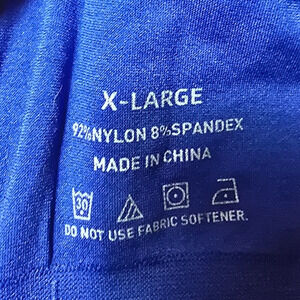 X-LARGE
92%NYLON 8%SPANDEX
MADE IN CHINA
30
DO NOT USE FABRIC SOFTENER.